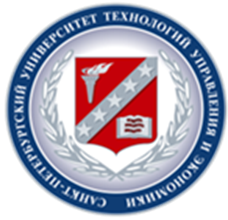 САНКТ-ПЕТЕРБУРГСКИЙ УНИВЕРСИТЕТ ТЕХНОЛОГИЙ УПРАВЛЕНИЯ И ЭКОНОМИКИ